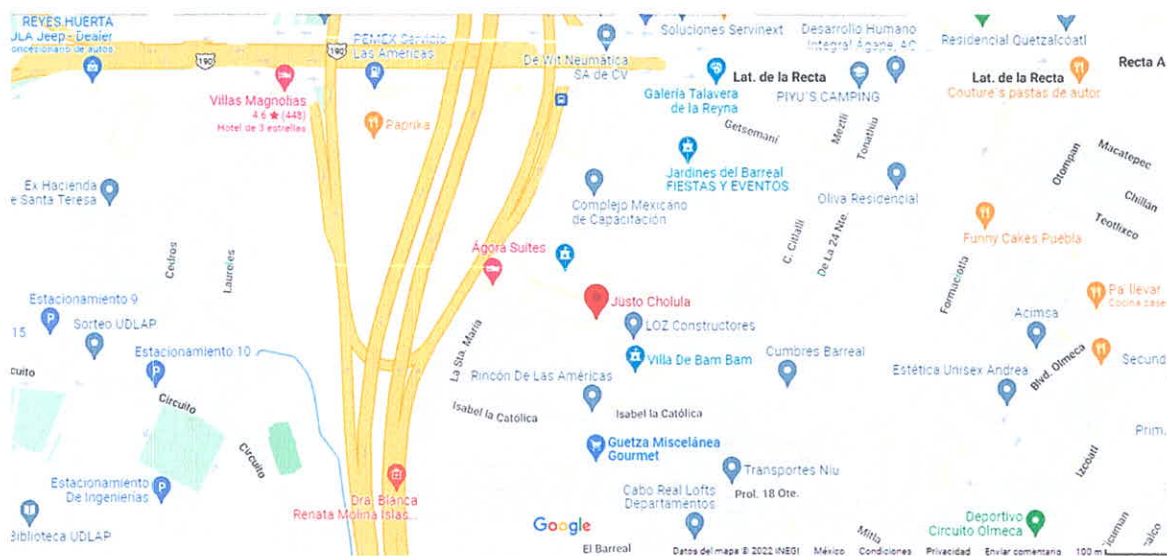 REYES HUERTA
ULA Jeep - Dealer
oncesionario de autos
190
190
PEMEX Servicio
Las Américas
Villas Magnolias
4.6 ★ (448)
Hotel de 3 estrellas
Paprika
De Wit Neumática
SA de CV
Soluciones Servinext
Desarrollo Humano
Integral Agape, AC
Residencial Quetzalcóatl
Lat. de la Recta
Lat. de la Recta
Recta A
Galería Talavera
de la Reyna
PIYU'S CAMPING
Couture's pastas de autor
Getsemaní
Meztli
Tonathiu
Otompan
Macatepec
Chillán
Teotlixco
Jardines del Barreal
FIESTAS Y EVENTOS
Ex Hacienda
e Santa Teresa
Complejo Mexicano
de Capacitación
Oliva Residencial
Funny Cakes Puebla
C. Citlalli
De La 24 Nte.
Cedros
Laureles
Ágora Suites
Formaciotla
Justo Cholula
Pa' llevar
Cocina case
Estacionamiento 9
P
15
Sorteo UDLAP
LOZ Constructores
Acimsa
La Sta. María
Estacionamiento 10
P
Villa De Bam Bam
Cumbres Barreal
Secund
cuito
Rincón De Las Américas
Estética Unisex Andrea
Blvd. Olmeca
Circuito
Isabel la Católica
Isabel la Católica
Prim.
Circuito
Guetza Miscelánea
Gourmet
Izcoatl
Transportes Niu
Estacionamiento
De Ingenierías
P
Dra. Blanca
Renata Molina Islas...
Cabo Real Lofts
Departamentos
Prol. 18 Ote.
Biblioteca UDLAP
Google
Deportivo
Circuito Olmeca
Mitla
icuman
alco
El Barreal
Datos del mapa © 2022 INEGI México Condiciones Privacidad Enviar comentario 100 m